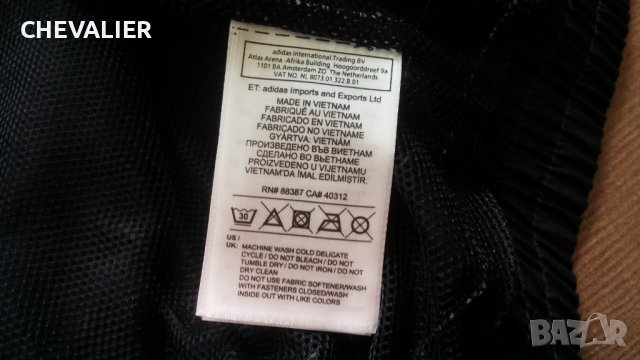 CHEVALIER
adidas International Trading BV
Atlas Arena Afrika Building Hoogoorddreef 9a
1101 BA Amsterdam ZO The Netherlands
VAT NO. NL 8073.01.322.B.01
ET: adidas Imports and Exports Ltd
MADE IN VIETNAM
FABRIQUÉ AU VIETNAM
FABRICADO EN VIETNAM
FABRICADO NO VIETNAME
GYÁRTVA: VIETNÁM
ПРОИЗВЕДЕНО ВЪВ ВИЕТНАМ
СДЕЛАНО ВО ВЬЕТНАМЕ
PROIZVEDENO U VIJETNAMU
VIETNAM'DA İMAL EDİLMİŞTİR.
RN# 88387 CA# 40312
30
US /
UK: MACHINE WASH COLD DELICATE
CYCLE / DO NOT BLEACH / DO NOT
TUMBLE DRY / DO NOT IRON / DO NOT
DRY CLEAN
DO NOT USE FABRIC SOFTENER/WASH
WITH FASTENERS CLOSED/WASH
INSIDE OUT WITH LIKE COLORS
BAZAR
bg